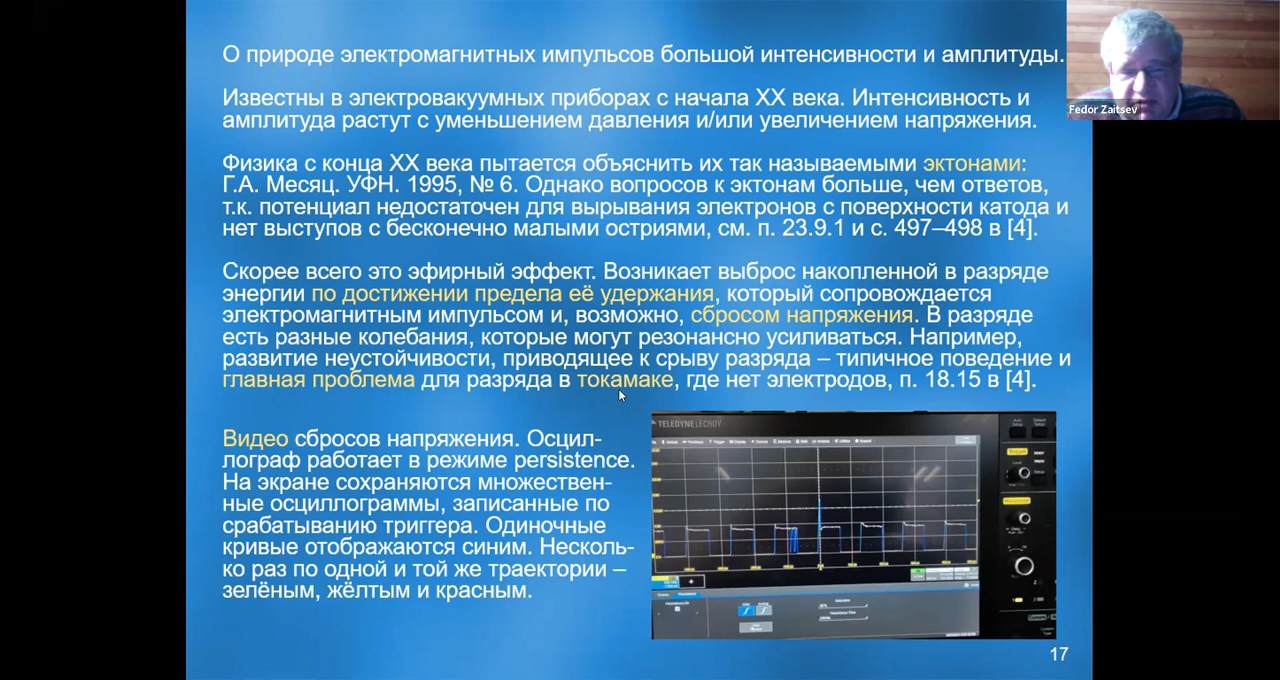 О природе электромагнитных импульсов большой интенсивности и амплитуды.
Известны в электровакуумных приборах с начала XX века. Интенсивность и
амплитуда растут с уменьшением давления и/или увеличением напряжения.
Физика с конца XX века пытается объяснить их так называемыми эктонами:
Г.А. Месяц. УФН. 1995, № 6. Однако вопросов к эктонам больше, чем ответов,
т.к. потенциал недостаточен для вырывания электронов с поверхности катода и
нет выступов с бесконечно малыми остриями, см. п. 23.9.1 и с. 497–498 в [4].
Скорее всего это эфирный эффект. Возникает выброс накопленной в разряде
энергии по достижении предела её удержания, который сопровождается
электромагнитным импульсом и, возможно, сбросом напряжения. В разряде
есть разные колебания, которые могут резонансно усиливаться. Например,
развитие неустойчивости, приводящее к срыву разряда – типичное поведение и
главная проблема для разряда в токамаке, где нет электродов, п. 18.15 в [4].
Видео сбросов напряжения. Осцил-
лограф работает в режиме persistence.
На экране сохраняются множествен-
ные осциллограммы, записанные по
срабатыванию триггера. Одиночные
кривые отображаются синим. Несколь-
ко раз по одной и той же траектории –
зелёным, жёлтым и красным.
TELEDYNE LECROY
17
Fedor Zaitsev